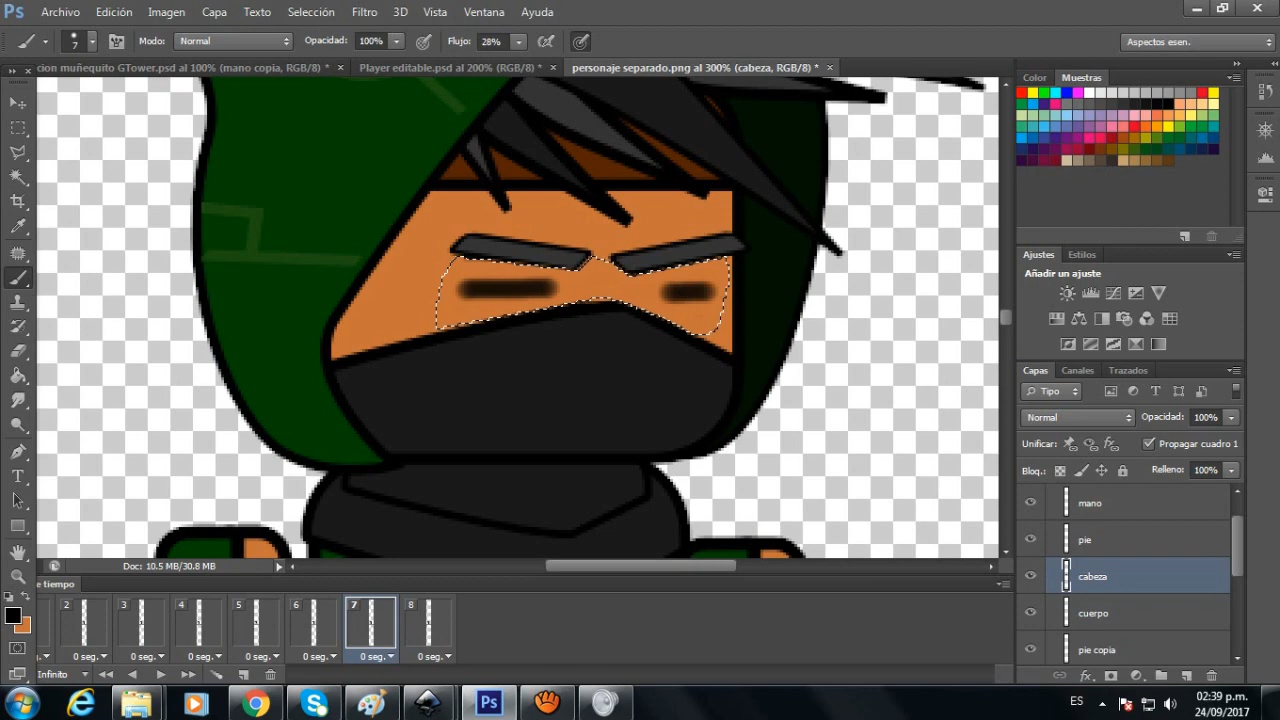 Ps Archivo Edición Imagen Capa Texto Selección Filtro 3D Vista Ventana Ayuda
7 Modo: Normal Opacidad: 100% Flujo: 28% Aspectos esen.
cion muñequito GTower.psd al 100% (mano copia, RGB/8) * × Player editable.psd al 200% (RGB/8) * × personaje separado.png al 300% (cabeza, RGB/8) * ×
Color Muestras
Ajustes Estilos
Añadir un ajuste
Capas Canales Trazados
Tipo
Normal Opacidad: 100%
Unificar: Propagar cuadro 1
Bloq.: Relleno: 100%
mano
pie
cabeza
cuerpo
pie copia
Doc: 10.5 MB/30.8 MB
e tiempo
2 3 4 5 6 7 8
0 seg. 0 seg. 0 seg. 0 seg. 0 seg. 0 seg. 0 seg.
Infinito
Ps ES 02:39 p.m.
24/09/2017